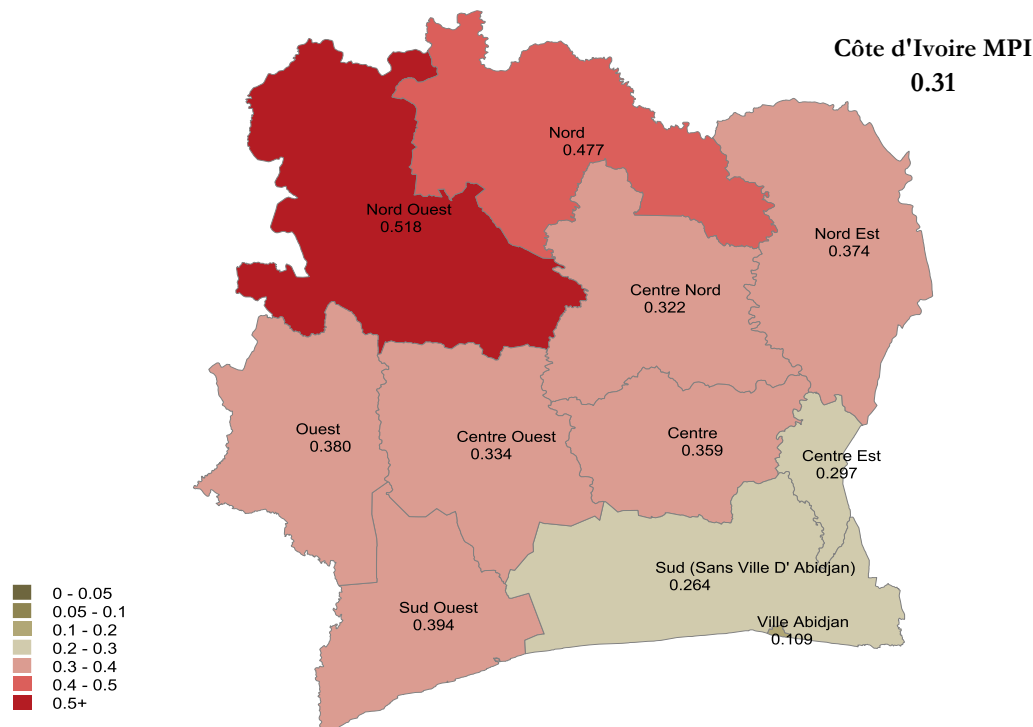 Côte d'Ivoire MPI
0.31
Nord
0.477
Nord Ouest
0.518
Nord Est
0.374
Centre Nord
0.322
Ouest
0.380
Centre Ouest
0.334
Centre
0.359
Centre Est
0.297
Sud (Sans Ville D' Abidjan)
0.264
Sud Ouest
0.394
Ville Abidjan
0.109
0 - 0.05
0.05 - 0.1
0.1 - 0.2
0.2 - 0.3
0.3 - 0.4
0.4 - 0.5
0.5+